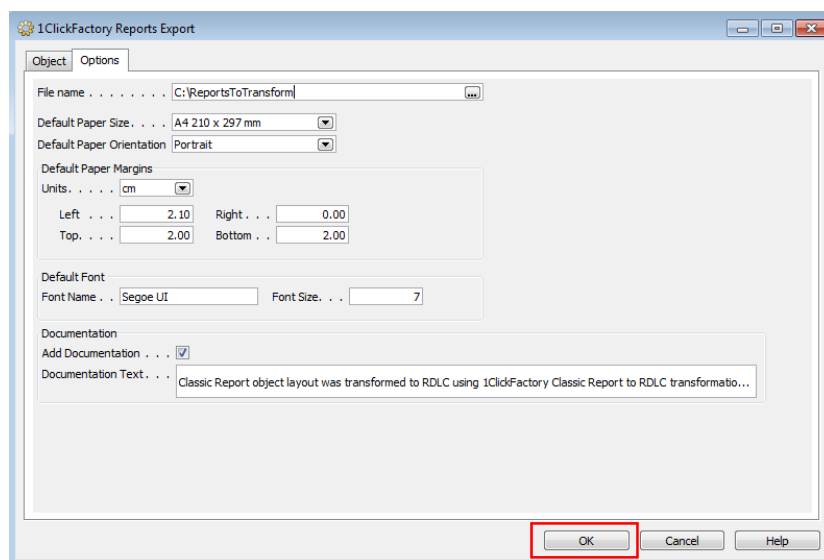 1ClickFactory Reports Export
Object Options
File name . . . . . . . . C:\ReportsToTransform
Default Paper Size. . . . A4 210 x 297 mm
Default Paper Orientation Portrait
Default Paper Margins
Units. . . . . cm
Left . . . 2.10 Right . . . 0.00
Top. . . . 2.00 Bottom . . 2.00
Default Font
Font Name . . Segoe UI Font Size. . . 7
Documentation
Add Documentation . . .
Documentation Text. . . Classic Report object layout was transformed to RDLC using 1ClickFactory Classic Report to RDLC transformatio...
OK Cancel Help